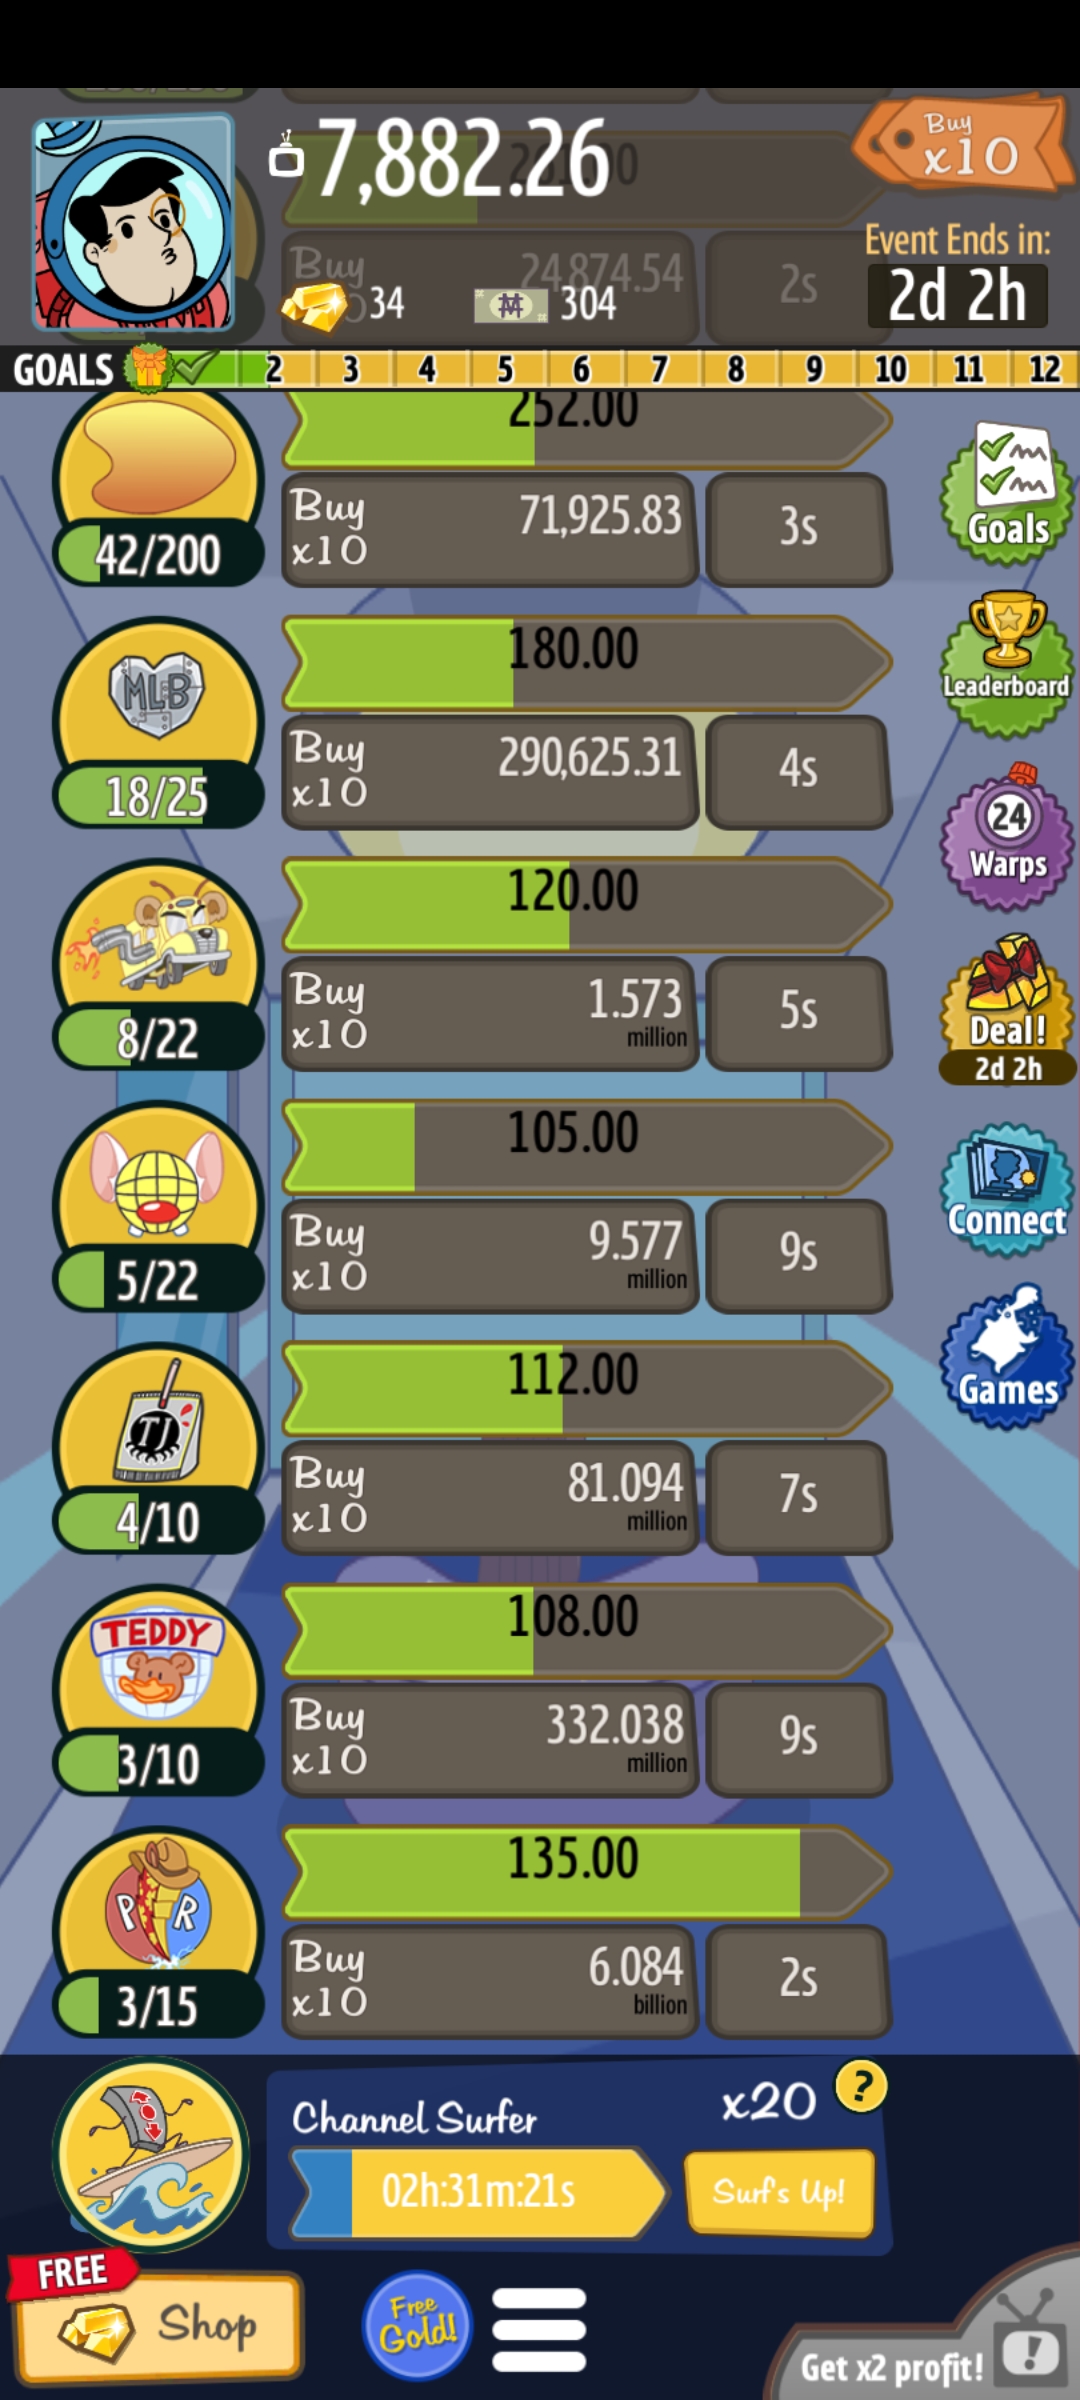 7,882.26
Buy
x10
Event Ends in:
2d 2h
Buy
24,874.54
2s
34
304
GOALS
2
3
4
5
6
7
8
9
10
11
12
252.00
42/200
Buy
x10
71,925.83
3s
Goals
MLB
18/25
180.00
Buy
x10
290,625.31
4s
Leaderboard
24
Warps
8/22
120.00
Buy
x10
1.573
million
5s
Deal!
2d 2h
5/22
105.00
Buy
x10
9.577
million
9s
Connect
TJ
4/10
112.00
Buy
x10
81.094
million
7s
Games
TEDDY
3/10
108.00
Buy
x10
332.038
million
9s
P R
3/15
135.00
Buy
x10
6.084
billion
2s
Channel Surfer
x20
?
02h:31m:21s
Surf's Up!
FREE
Shop
Free
Gold!
Get x2 profit!